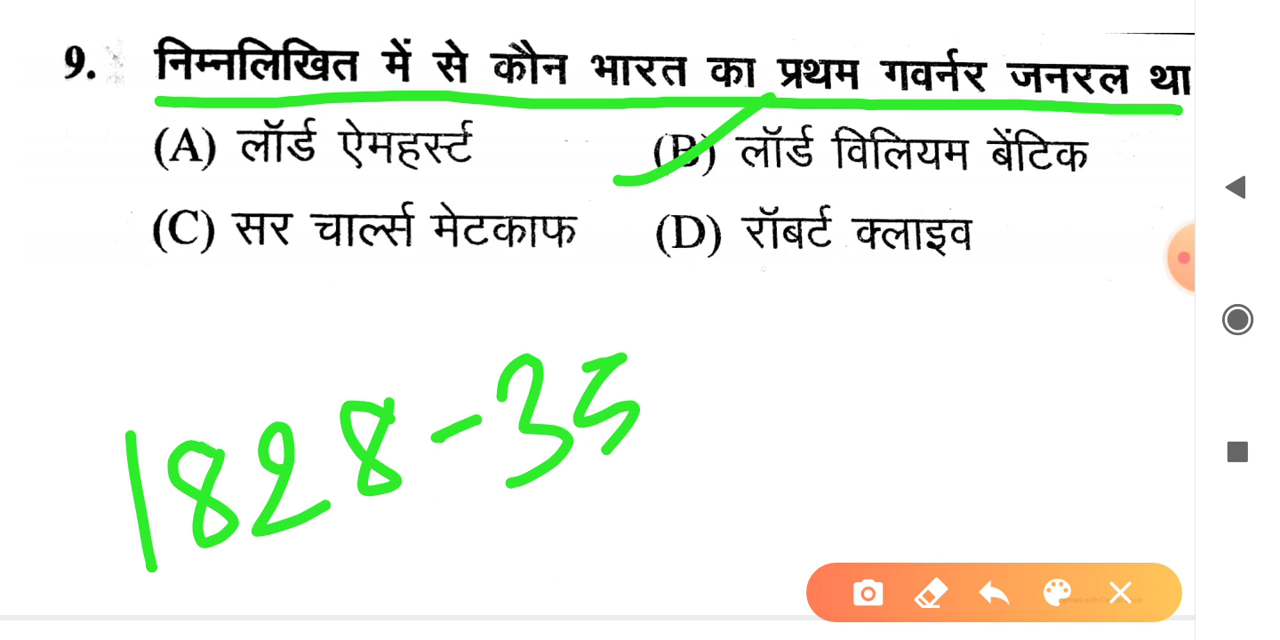 9. निम्नलिखित में से कौन भारत का प्रथम गवर्नर जनरल था
(A) लॉर्ड ऐमहर्स्ट (B) लॉर्ड विलियम बेंटिक
(C) सर चार्ल्स मेटकाफ (D) रॉबर्ट क्लाइव
1828-35